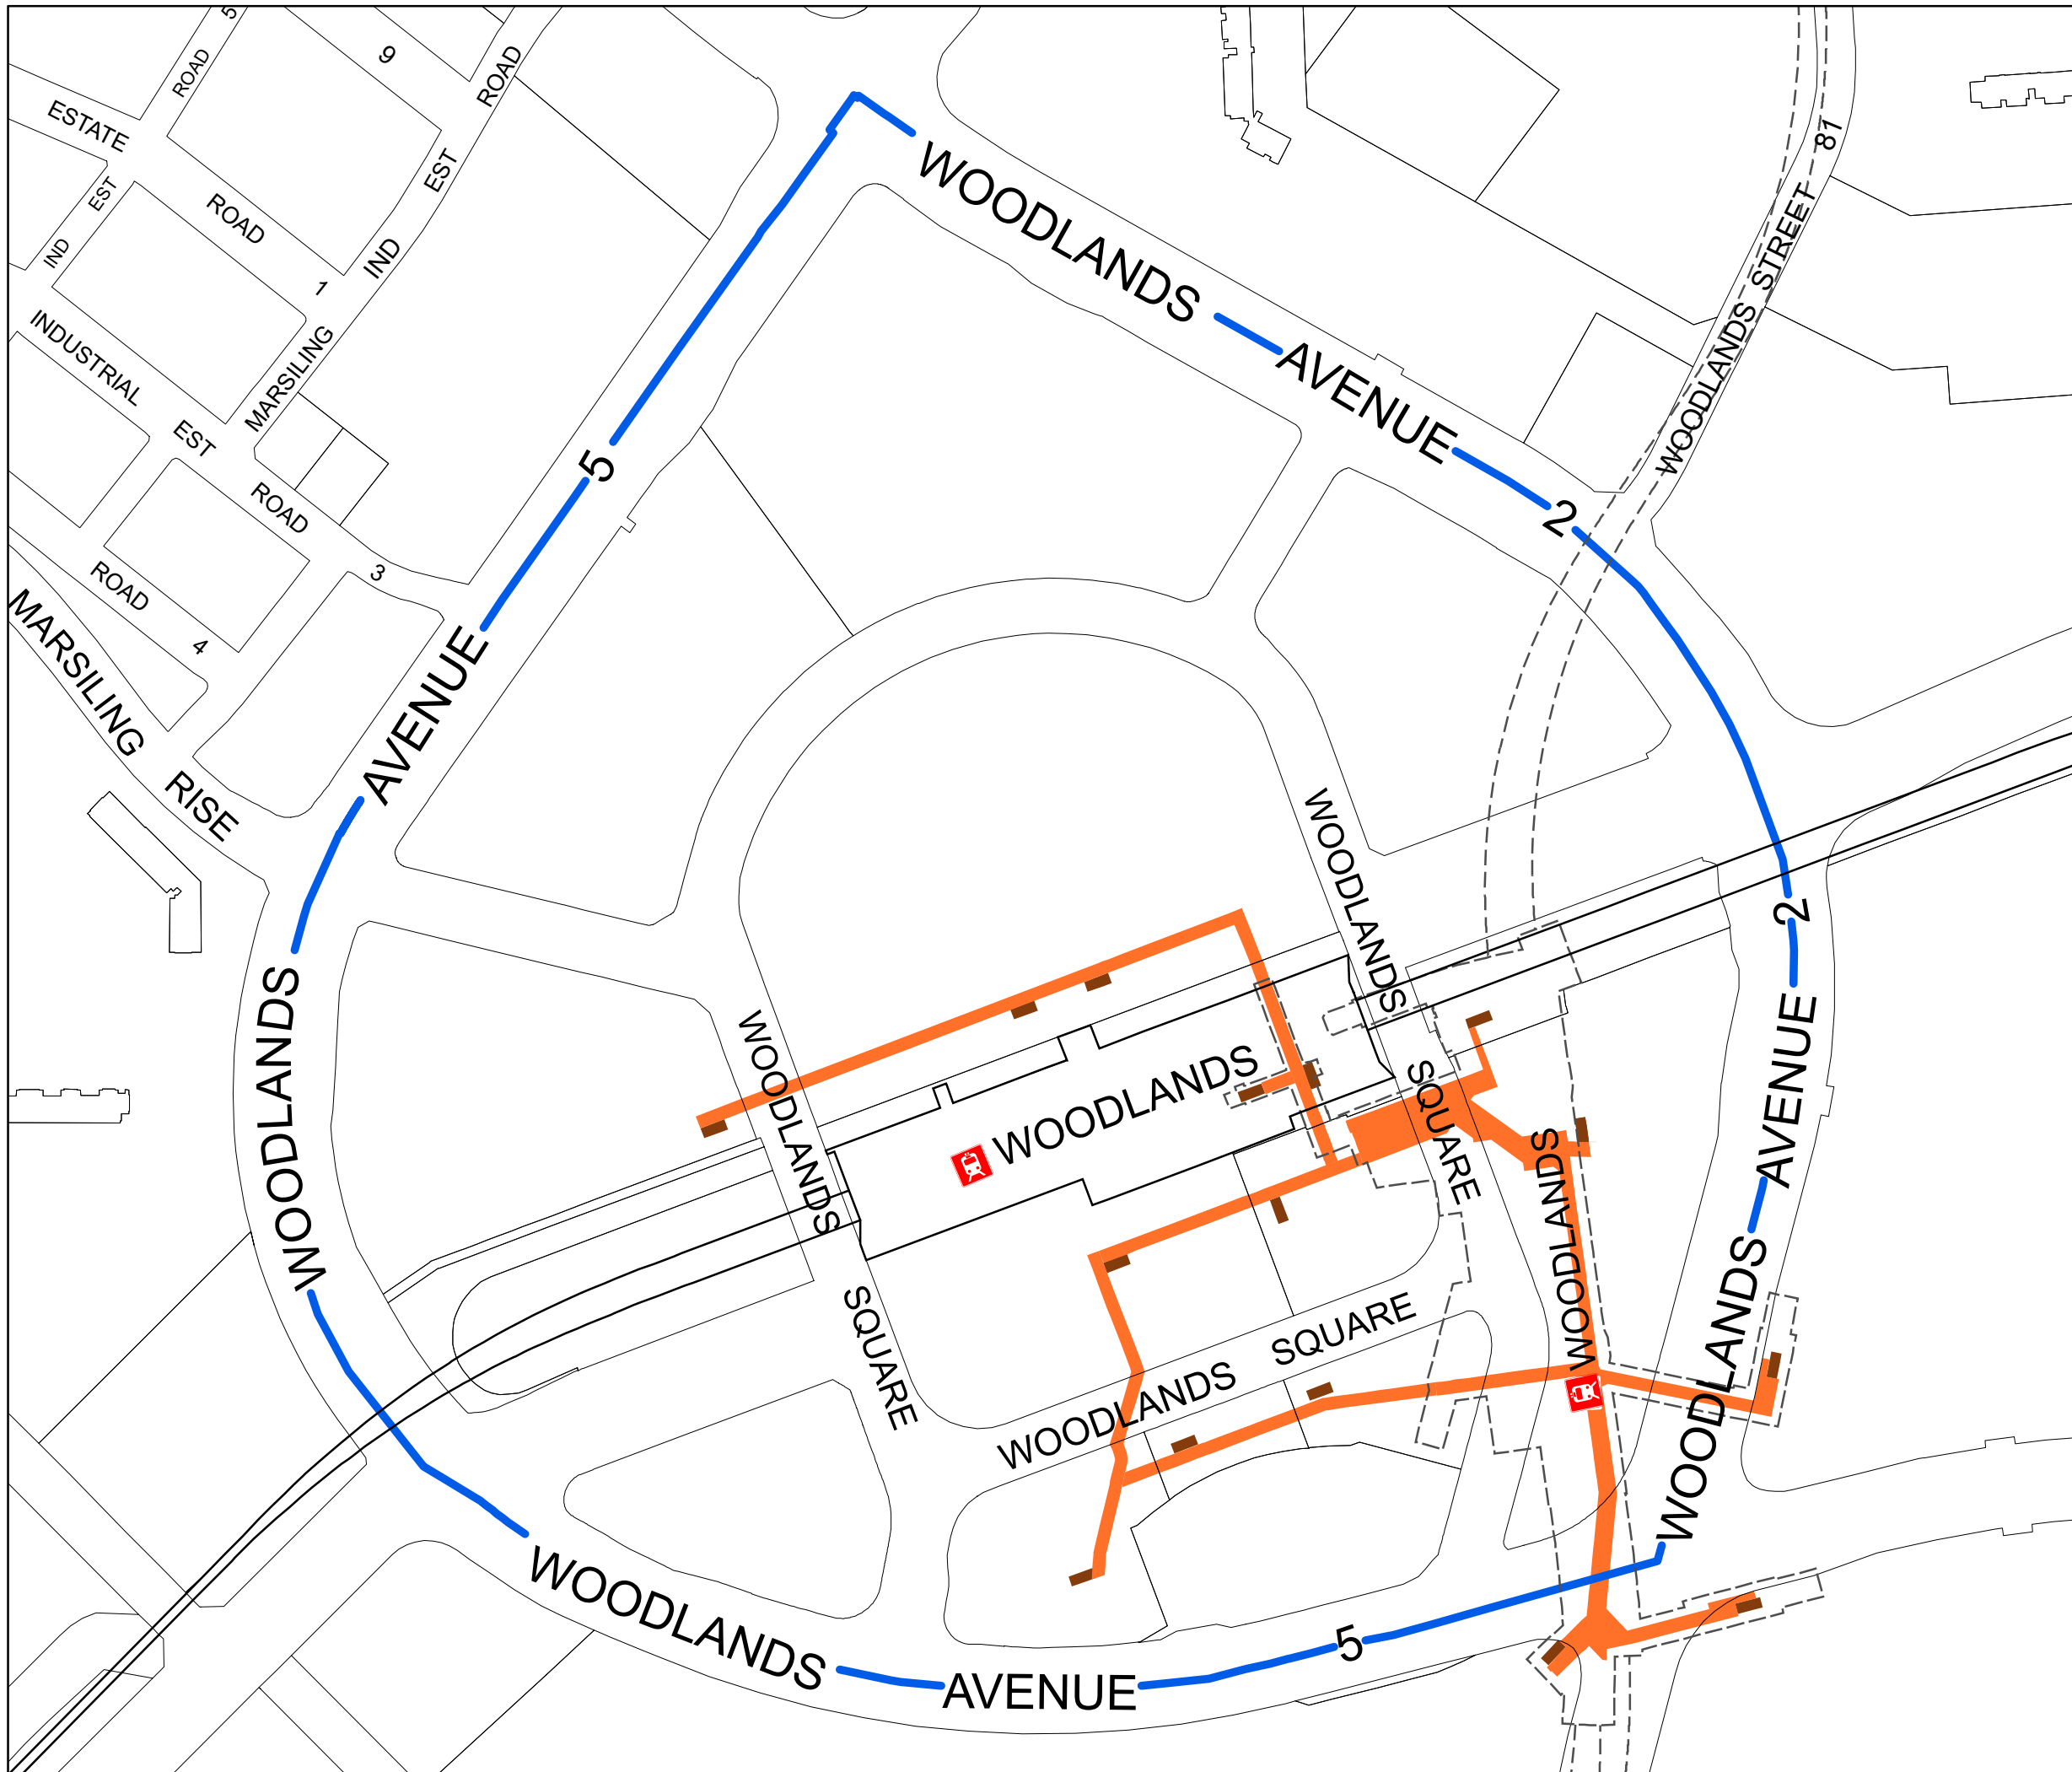 5
ROAD
9
ROAD
ESTATE
EST
IND
ROAD
1
EST
IND
MARSILING
INDUSTRIAL
EST
ROAD
3
ROAD
4
MARSILING
RISE
WOODLANDS
AVENUE
2
WOODLANDS STREET
81
5
AVENUE
WOODLANDS
WOODLANDS
SQUARE
WOODLANDS
SQUARE
WOODLANDS
WOODLANDS
2
AVENUE
WOODLANDS
WOODLANDS SQUARE
WOODLANDS
AVENUE
5